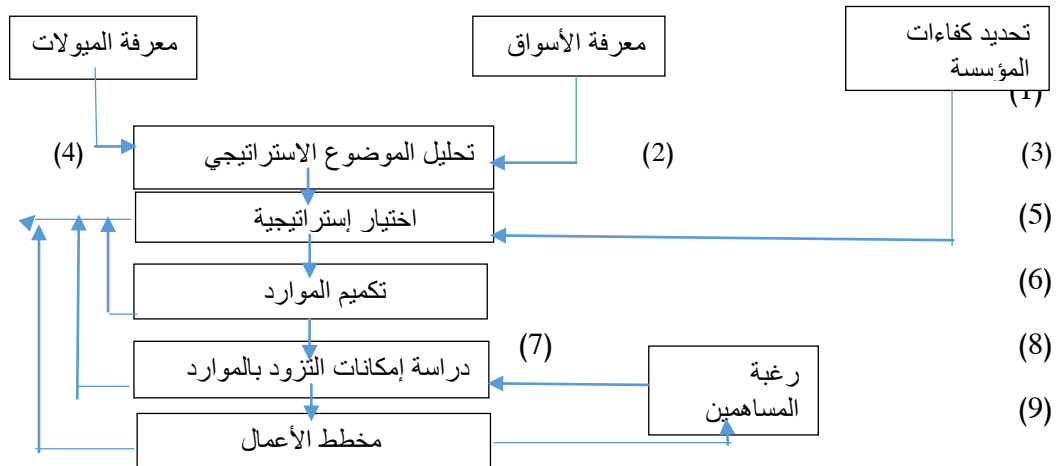 تحديد كفاءات
المؤسسة
معرفة الأسواق
معرفة الميولات
(1)
(3)
(2)
تحليل الموضوع الاستراتيجي
(4)
(5)
اختيار إستراتيجية
(6)
تكميم الموارد
(8)
(7)
دراسة إمكانات التزود بالموارد
رغبة
المساهمين
(9)
مخطط الأعمال